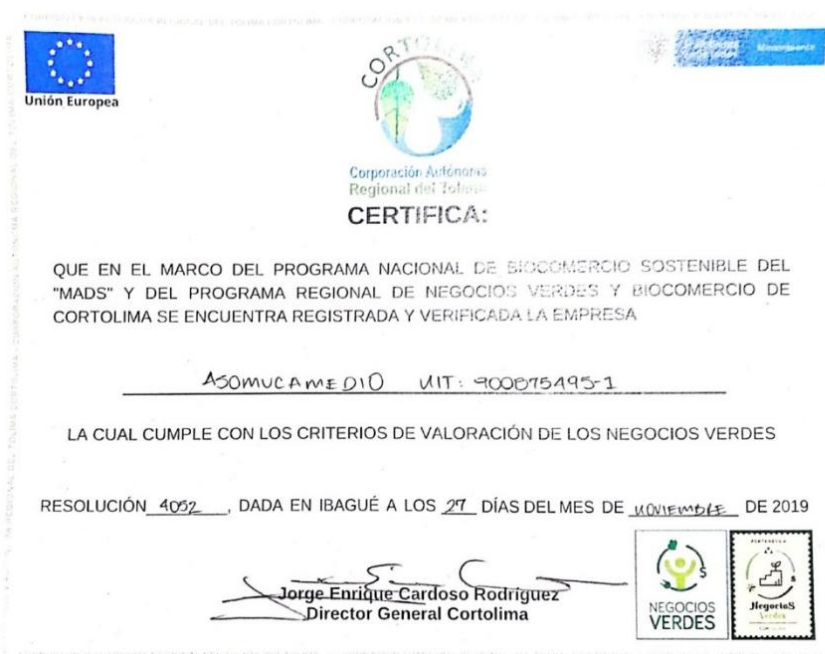 Unión Europea
CORTOLIMA
Minambiente
Corporación Autónoma
Regional del Tolima
CERTIFICA:
QUE EN EL MARCO DEL PROGRAMA NACIONAL DE BIOCOMERCIO SOSTENIBLE DEL
"MADS" Y DEL PROGRAMA REGIONAL DE NEGOCIOS VERDES Y BIOCOMERCIO DE
CORTOLIMA SE ENCUENTRA REGISTRADA Y VERIFICADA LA EMPRESA
ASOMUCAMEDIO NIT: 900875495-1
LA CUAL CUMPLE CON LOS CRITERIOS DE VALORACIÓN DE LOS NEGOCIOS VERDES
RESOLUCIÓN 4052, DADA EN IBAGUÉ A LOS 27 DÍAS DEL MES DE NOVIEMBRE DE 2019
Jorge Enrique Cardoso Rodríguez
Director General Cortolima
NEGOCIOS
VERDES
NegocioS
Verdes